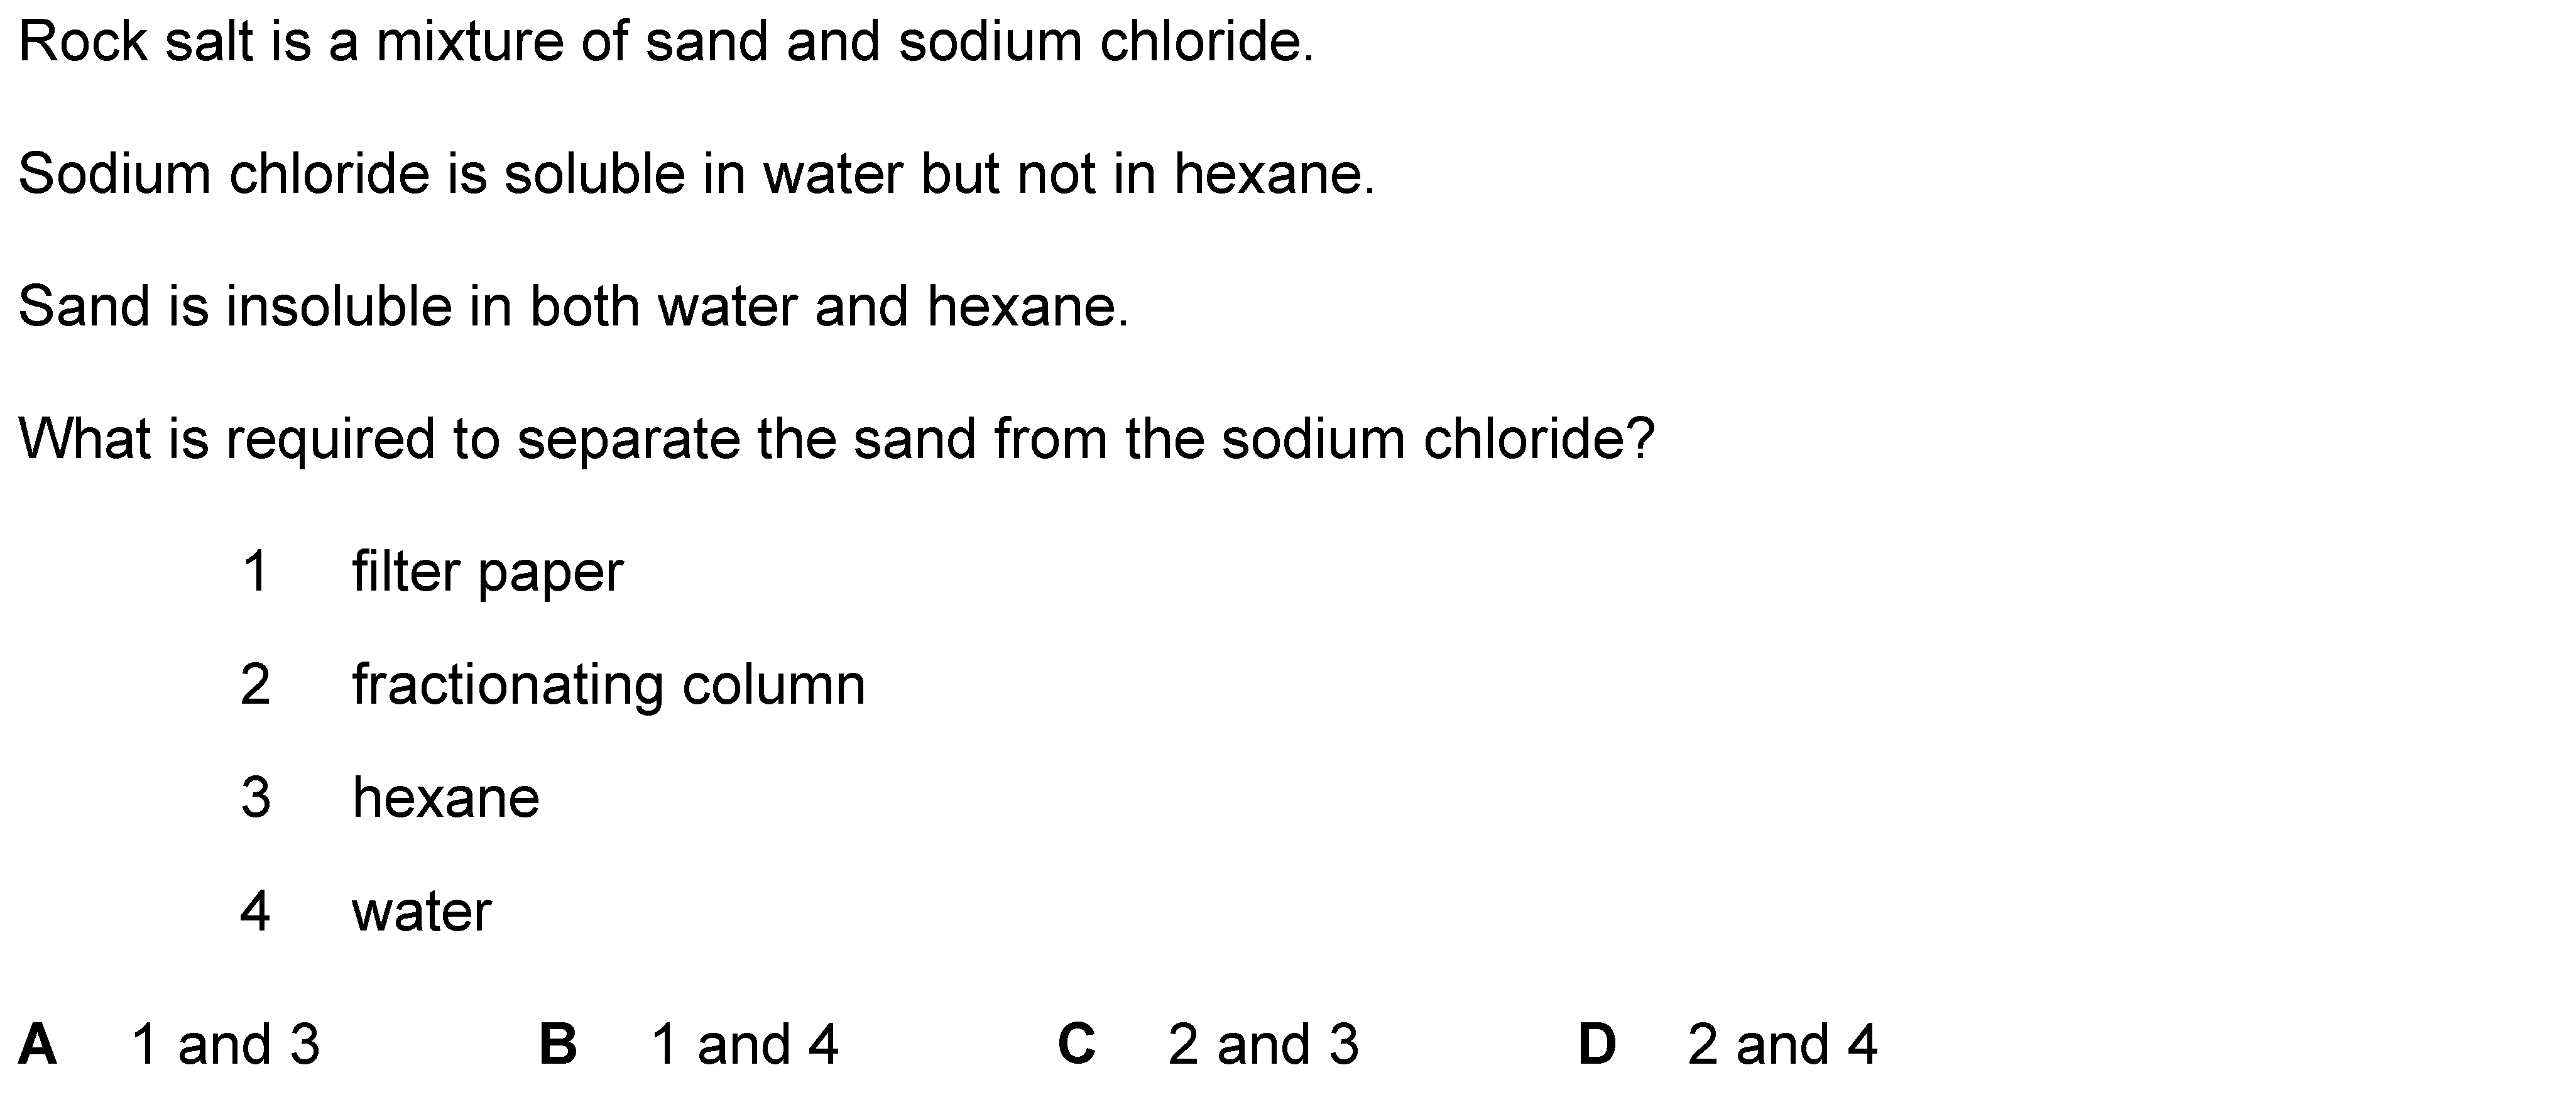 Rock salt is a mixture of sand and sodium chloride.
Sodium chloride is soluble in water but not in hexane.
Sand is insoluble in both water and hexane.
What is required to separate the sand from the sodium chloride?
1 filter paper
2 fractionating column
3 hexane
4 water
A 1 and 3 B 1 and 4 C 2 and 3 D 2 and 4